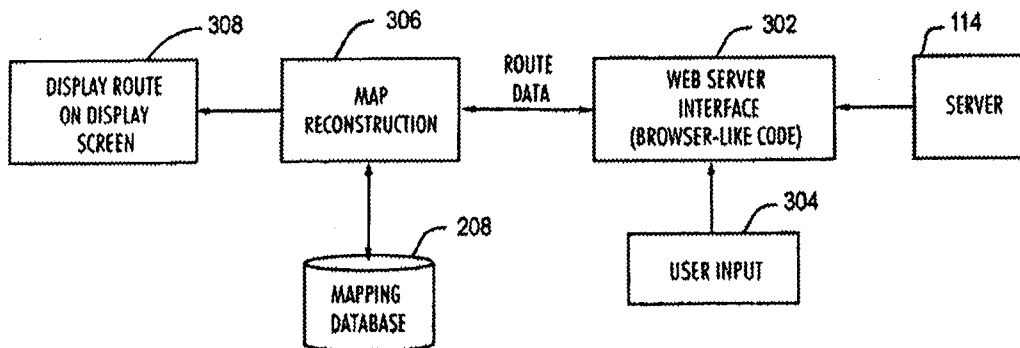 308
306
302
114
DISPLAY ROUTE
ON DISPLAY
SCREEN
MAP
RECONSTRUCTION
ROUTE
DATA
WEB SERVER
INTERFACE
(BROWSER-LIKE CODE)
SERVER
208
MAPPING
DATABASE
304
USER INPUT